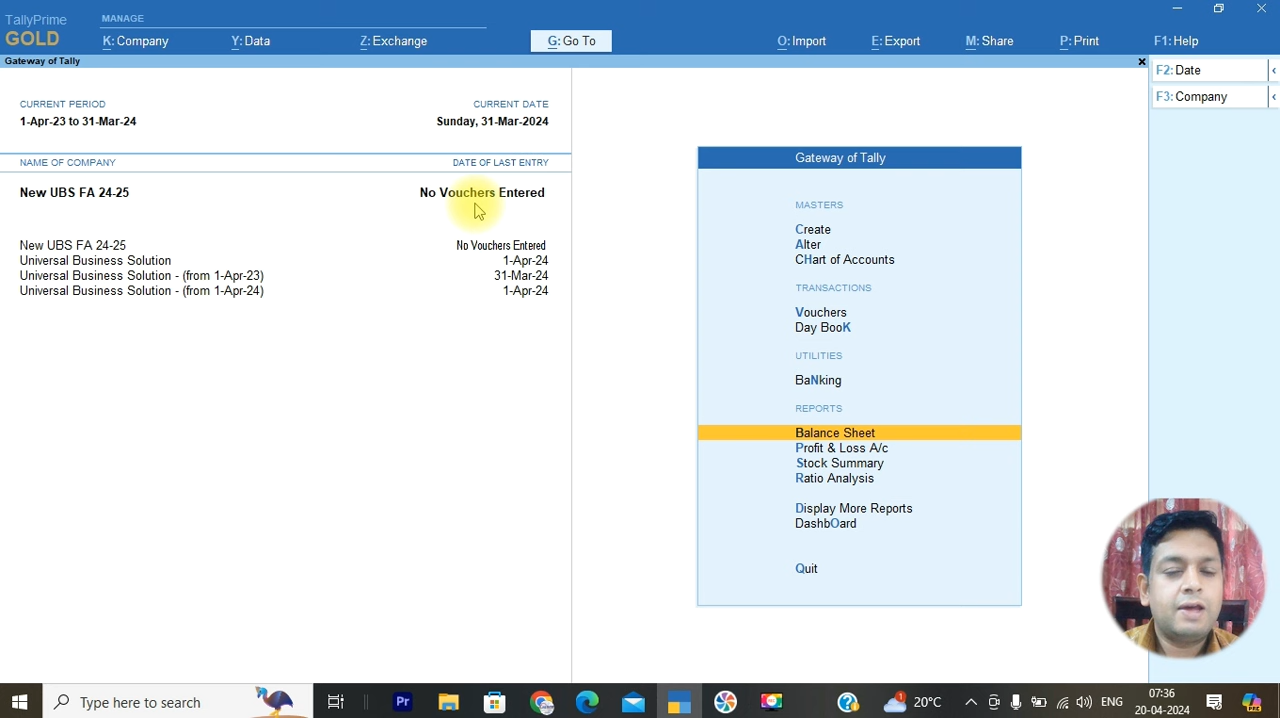 TallyPrime
GOLD
MANAGE
K: Company
Y: Data
Z: Exchange
G: Go To
O: Import
E: Export
M: Share
P: Print
F1: Help
Gateway of Tally
F2: Date
F3: Company
CURRENT PERIOD
CURRENT DATE
1-Apr-23 to 31-Mar-24
Sunday, 31-Mar-2024
NAME OF COMPANY
DATE OF LAST ENTRY
New UBS FA 24-25
No Vouchers Entered
New UBS FA 24-25
No Vouchers Entered
Universal Business Solution
1-Apr-24
Universal Business Solution - (from 1-Apr-23)
31-Mar-24
Universal Business Solution - (from 1-Apr-24)
1-Apr-24
Gateway of Tally
MASTERS
Create
Alter
CHart of Accounts
TRANSACTIONS
Vouchers
Day BooK
UTILITIES
BaNking
REPORTS
Balance Sheet
Profit & Loss A/c
Stock Summary
Ratio Analysis
Display More Reports
DashbOard
Quit
Type here to search
Pr
1
20°C
ENG
07:36
20-04-2024